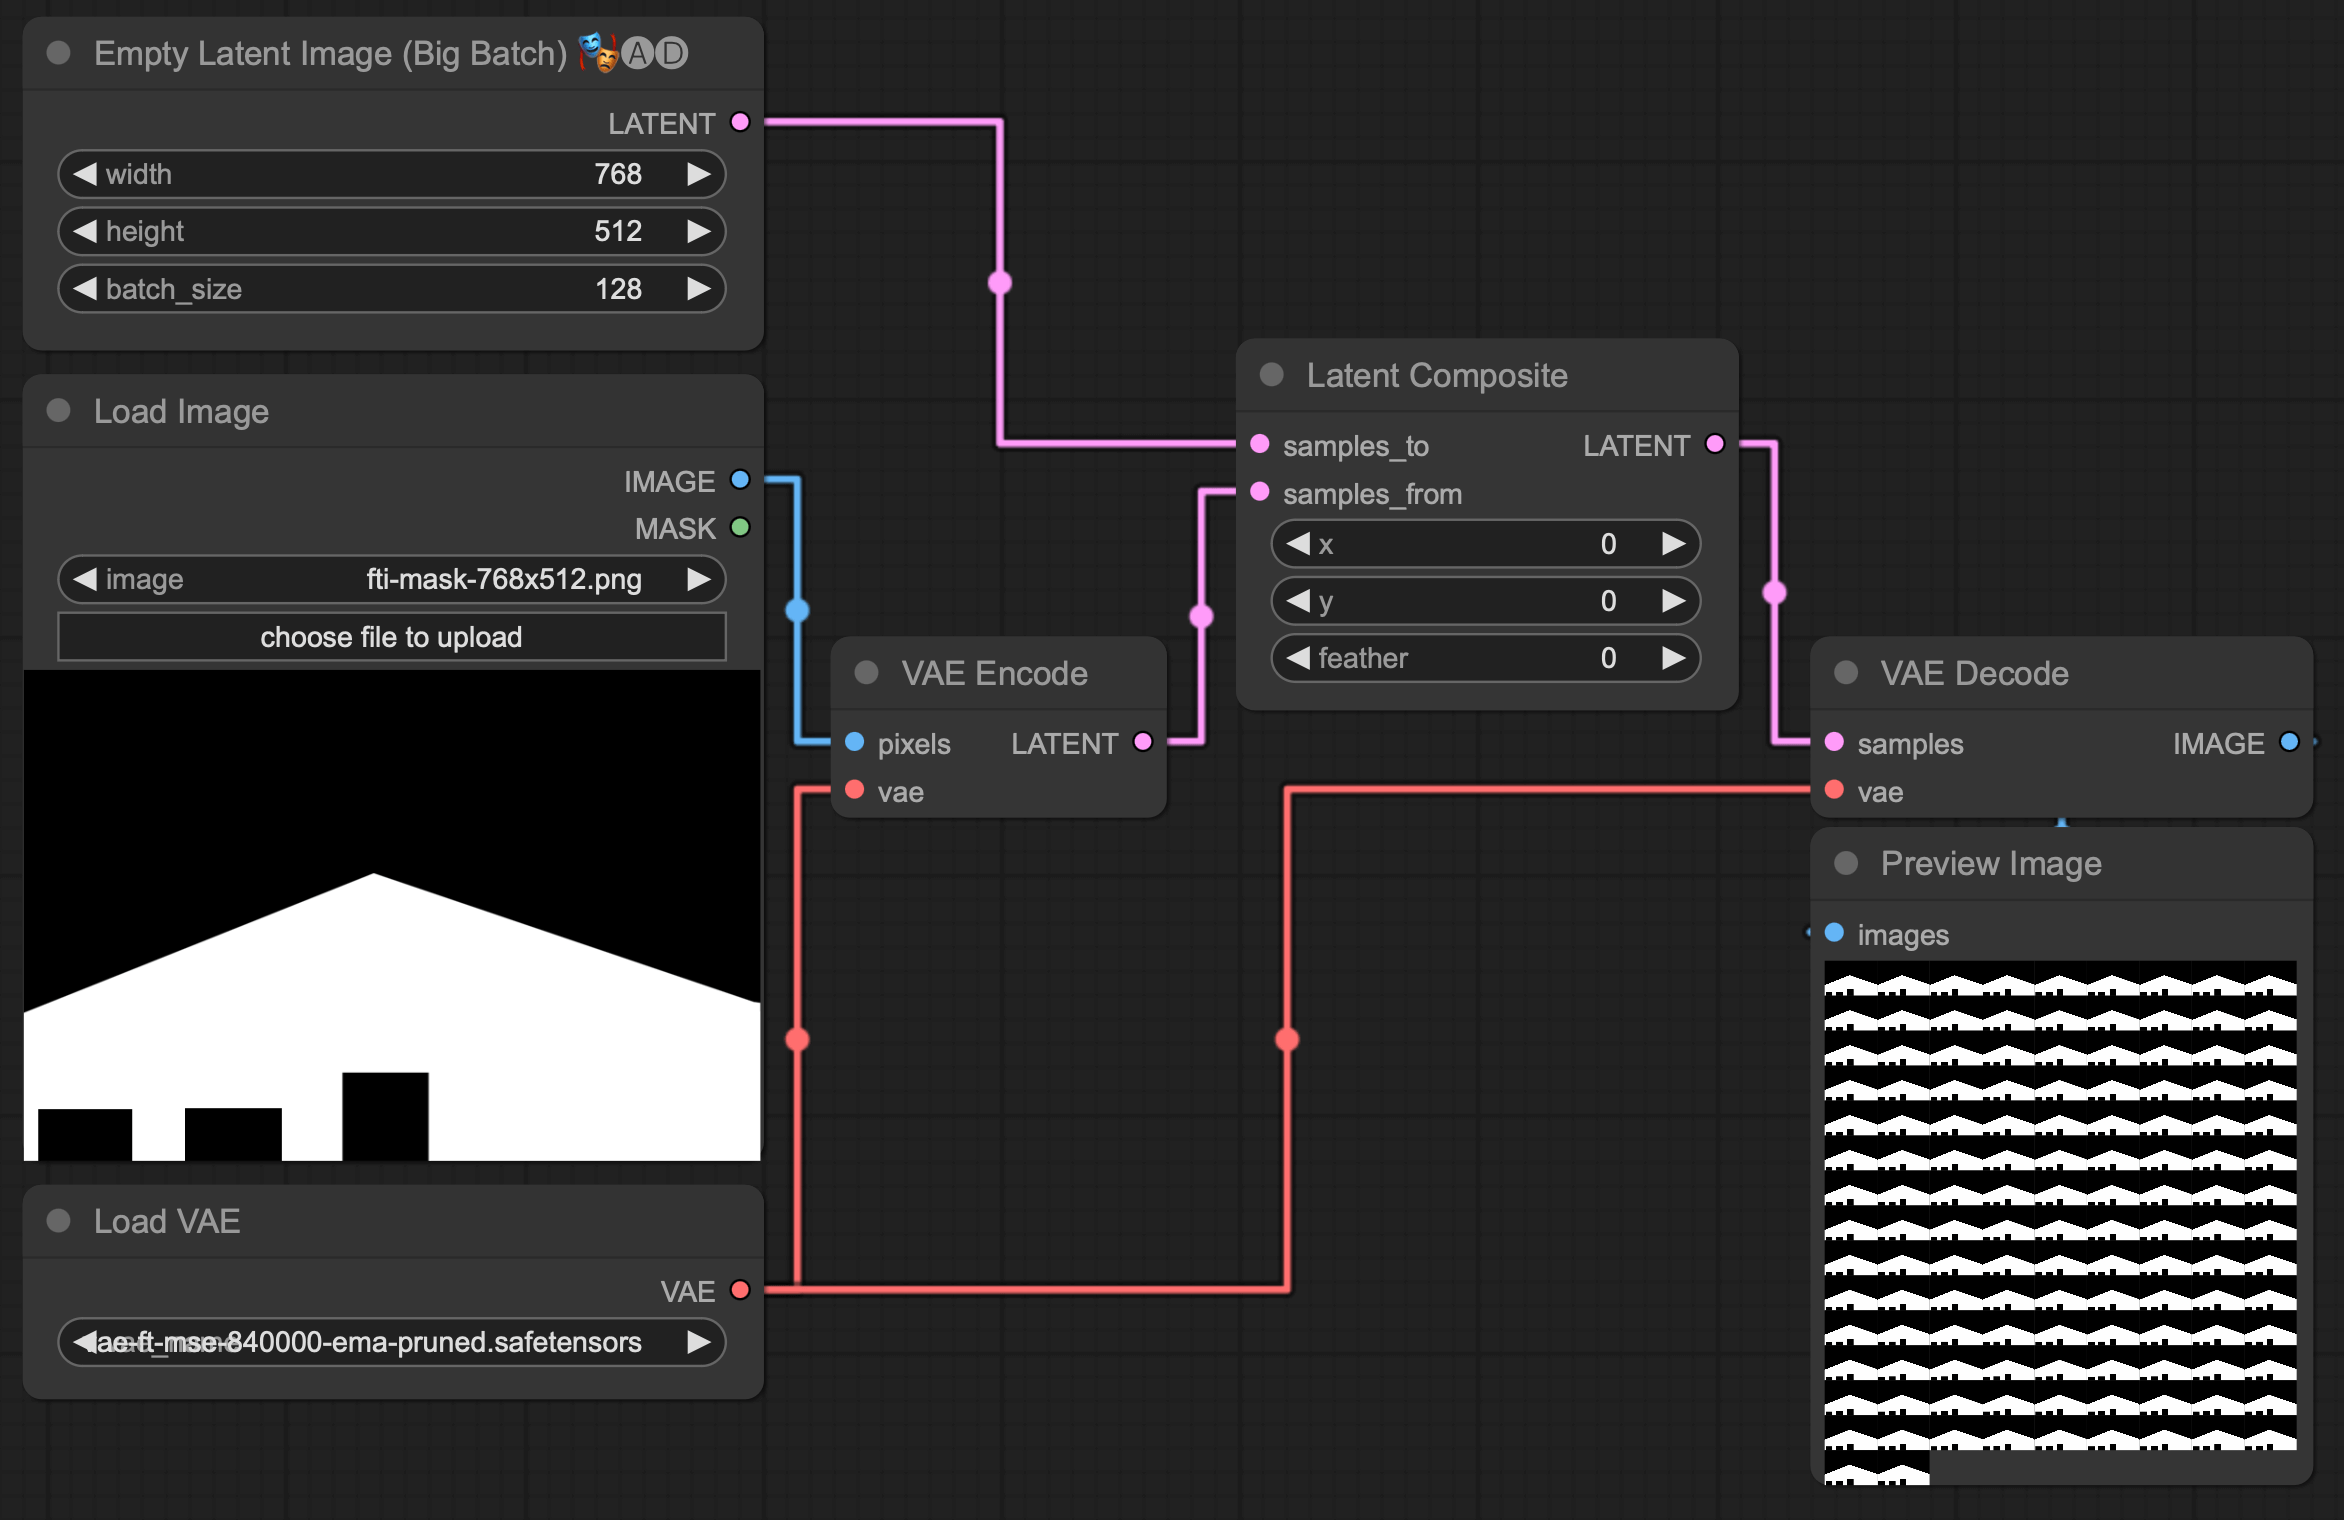 Empty Latent Image (Big Batch) 🎭🅐🅓
LATENT
width 768
height 512
batch_size 128
Load Image
IMAGE
MASK
image fti-mask-768x512.png
choose file to upload
VAE Encode
pixels LATENT
vae
Latent Composite
samples_to LATENT
samples_from
x 0
y 0
feather 0
VAE Decode
samples IMAGE
vae
Preview Image
images
Load VAE
VAE
vae-ft-mse-840000-ema-pruned.safetensors